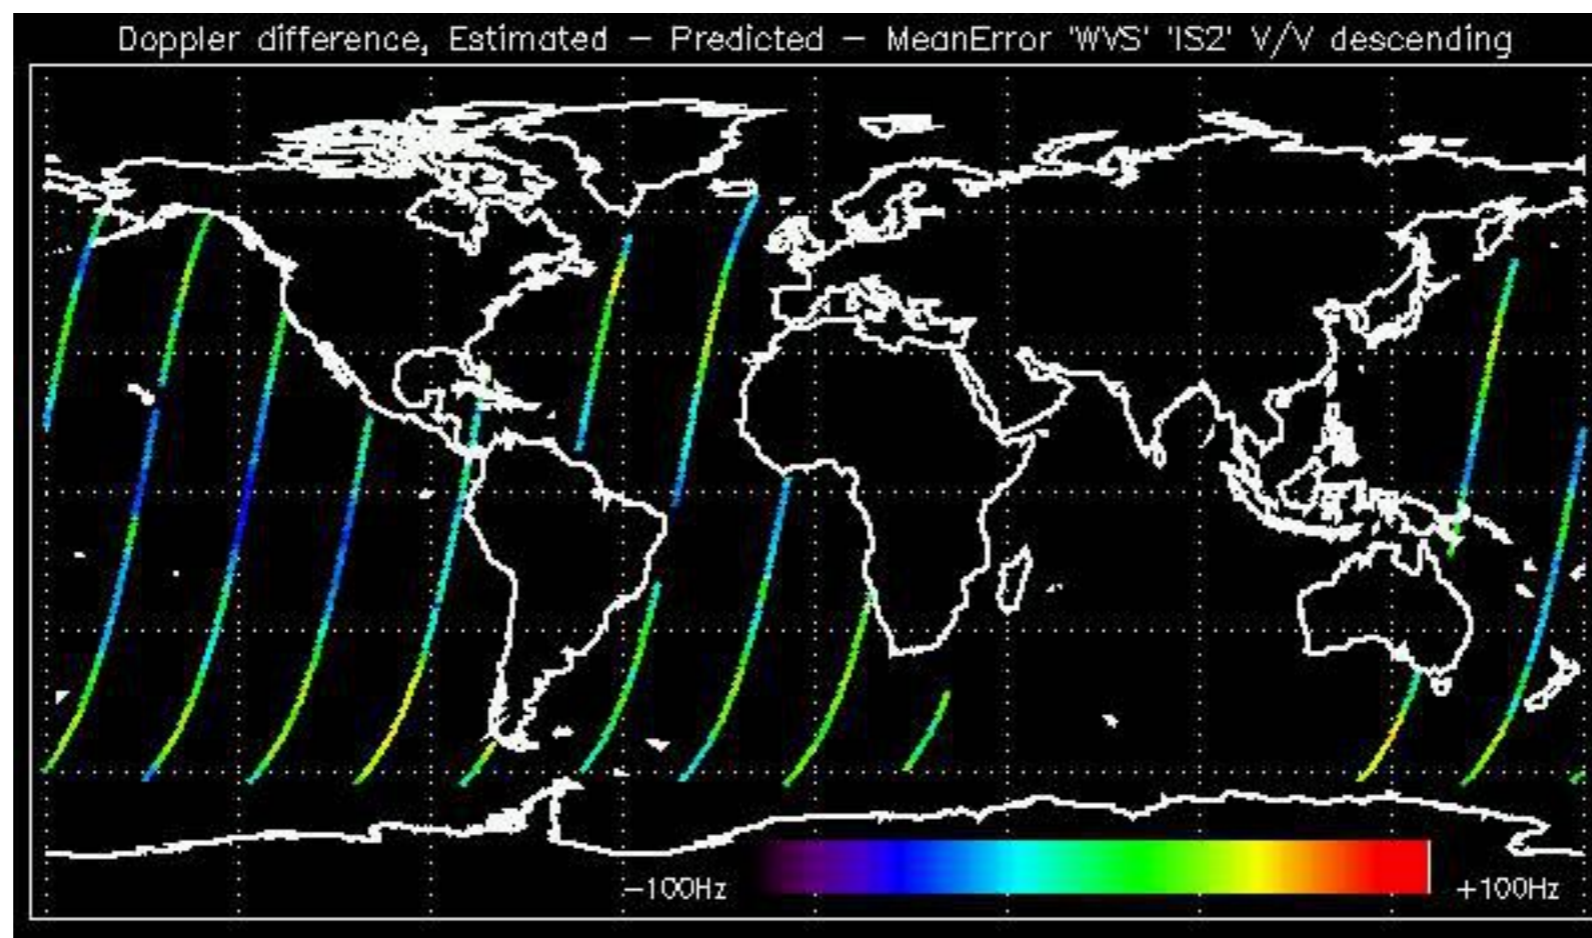 Doppler difference, Estimated — Predicted — MeanError 'WVS' 'IS2' V/V descending
—100Hz
+100Hz